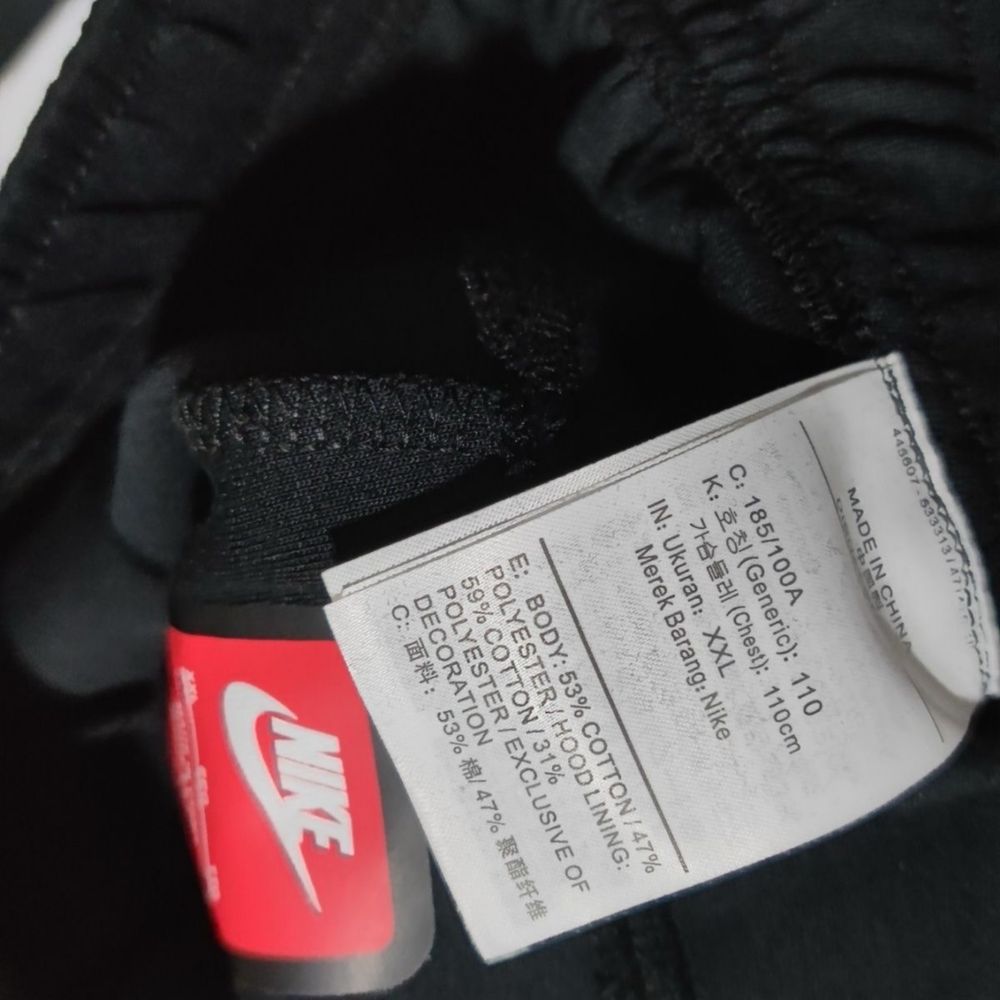 MADE IN CHINA
C: 185/100A
K: 호칭 (Generic): 110
가슴둘레 (Chest): 110cm
IN: Ukuran: XXL
Merek Barang: Nike
E: BODY: 53% COTTON / 47%
POLYESTER / HOOD LINING:
59% COTTON / 31%
POLYESTER / EXCLUSIVE OF
DECORATION
C: 面料: 53% 棉/ 47% 聚酯纤维
NIKE